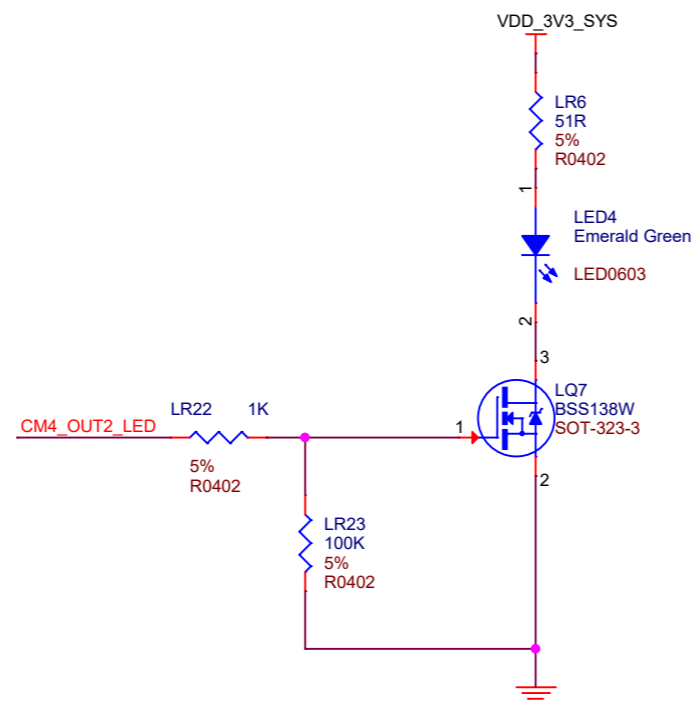 VDD_3V3_SYS
LR6
51R
5%
R0402
1
LED4
Emerald Green
LED0603
2
3
LQ7
BSS138W
SOT-323-3
CM4_OUT2_LED
LR22 1K
5%
R0402
1
2
LR23
100K
5%
R0402